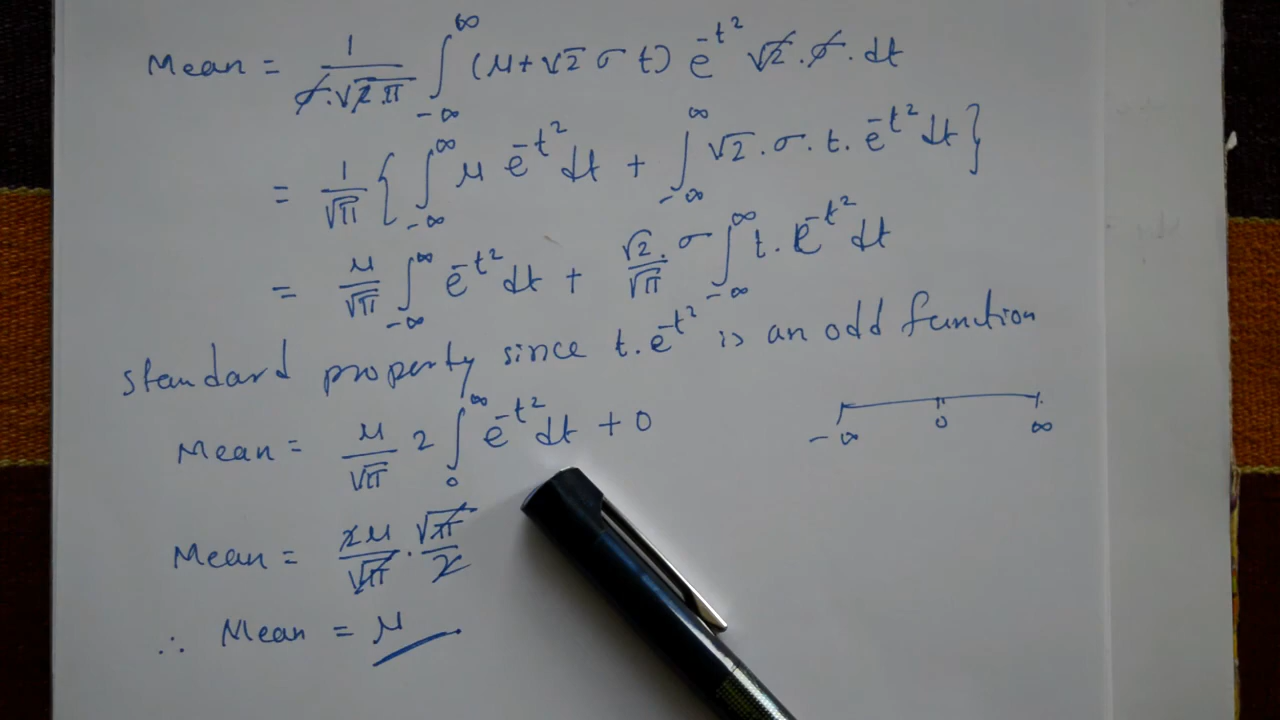 Mean = 1/(σ.√2.π) ∫_{-∞}^{∞} (μ+√2 σ t) e^{-t²} √2.σ.dt
= 1/√π { ∫_{-∞}^{∞} μ e^{-t²} dt + ∫_{-∞}^{∞} √2.σ.t.e^{-t²} dt }
= μ/√π ∫_{-∞}^{∞} e^{-t²} dt + √2.σ/√π ∫_{-∞}^{∞} t.e^{-t²} dt
standard property since t.e^{-t²} is an odd function
Mean = μ/√π 2 ∫_{0}^{∞} e^{-t²} dt + 0
-∞ 0 ∞
Mean = 2μ/√π . √π/2
∴ Mean = μ